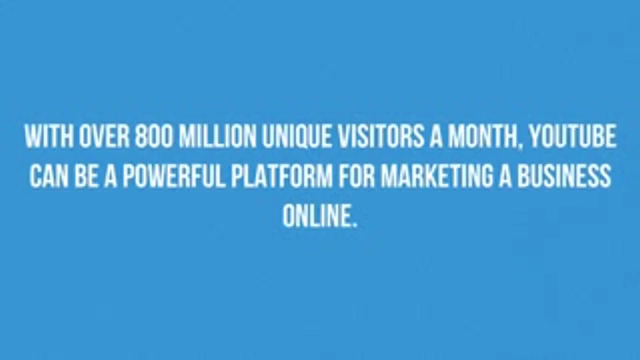 WITH OVER 800 MILLION UNIQUE VISITORS A MONTH, YOUTUBE
CAN BE A POWERFUL PLATFORM FOR MARKETING A BUSINESS
ONLINE.